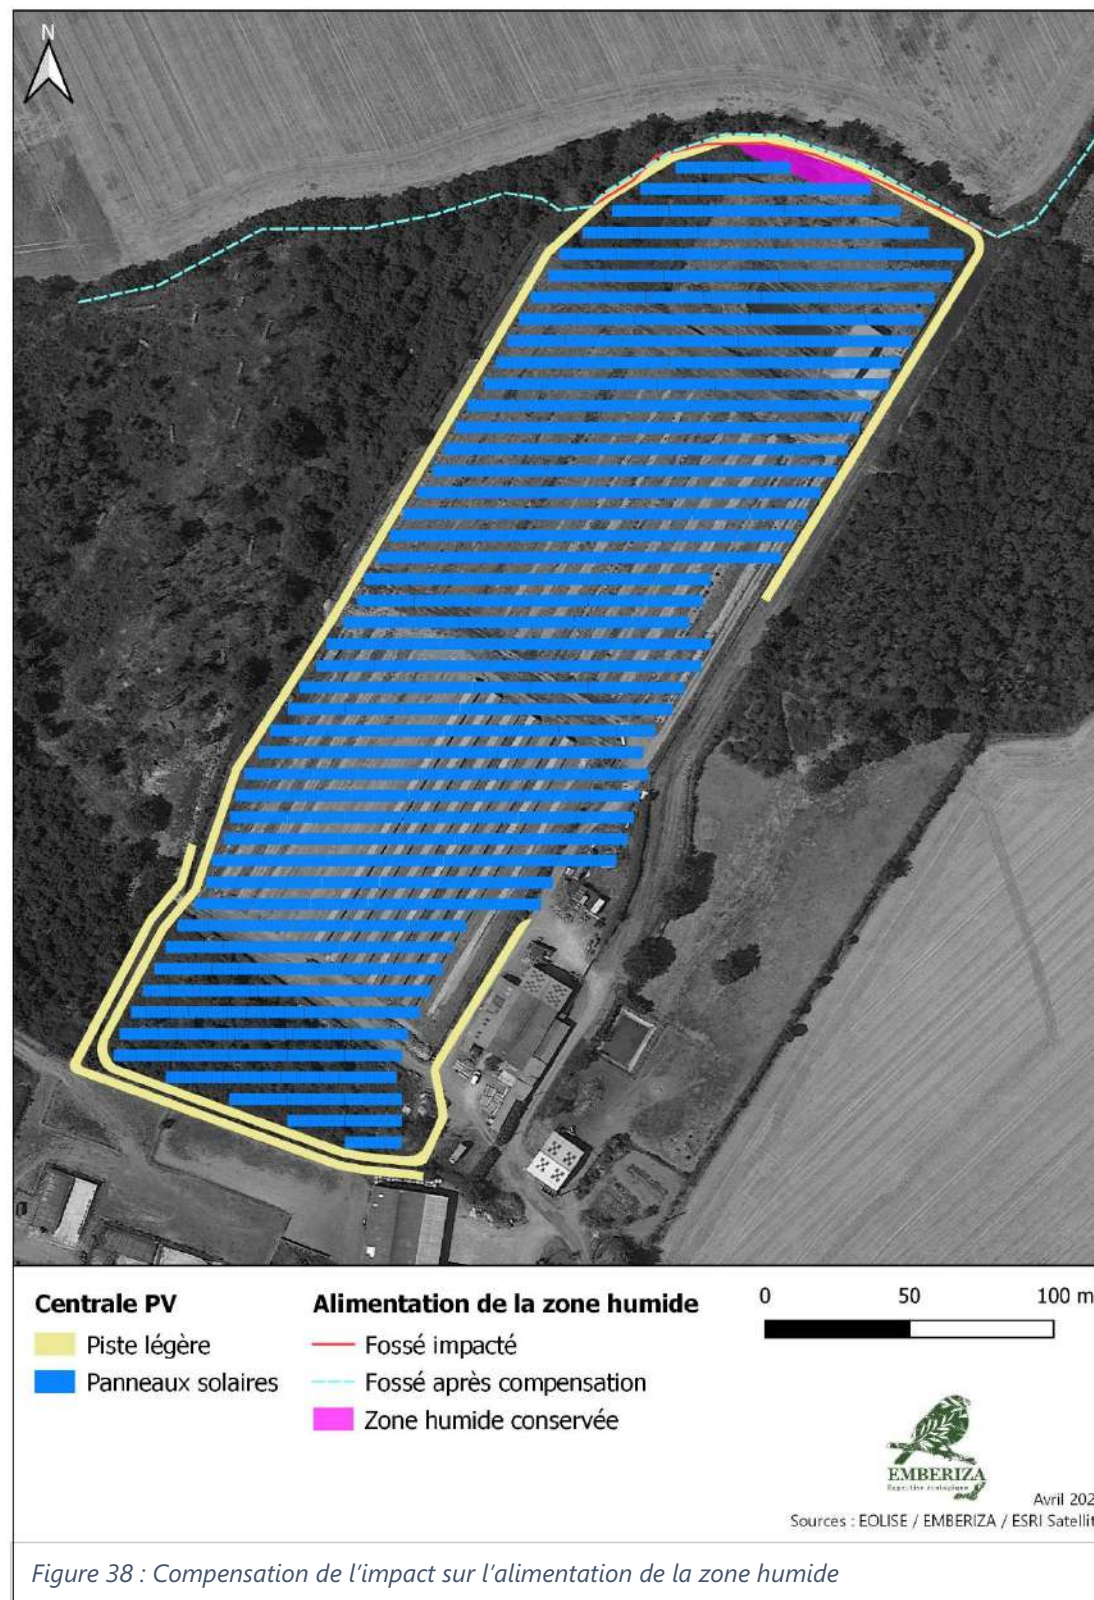 N
Centrale PV
Piste légère
Panneaux solaires
Alimentation de la zone humide
Fossé impacté
Fossé après compensation
Zone humide conservée
0 50 100 m
EMBERIZA
Expertise écologique
Avril 202
Sources : EOLISE / EMBERIZA / ESRI Satellit
Figure 38 : Compensation de l'impact sur l'alimentation de la zone humide